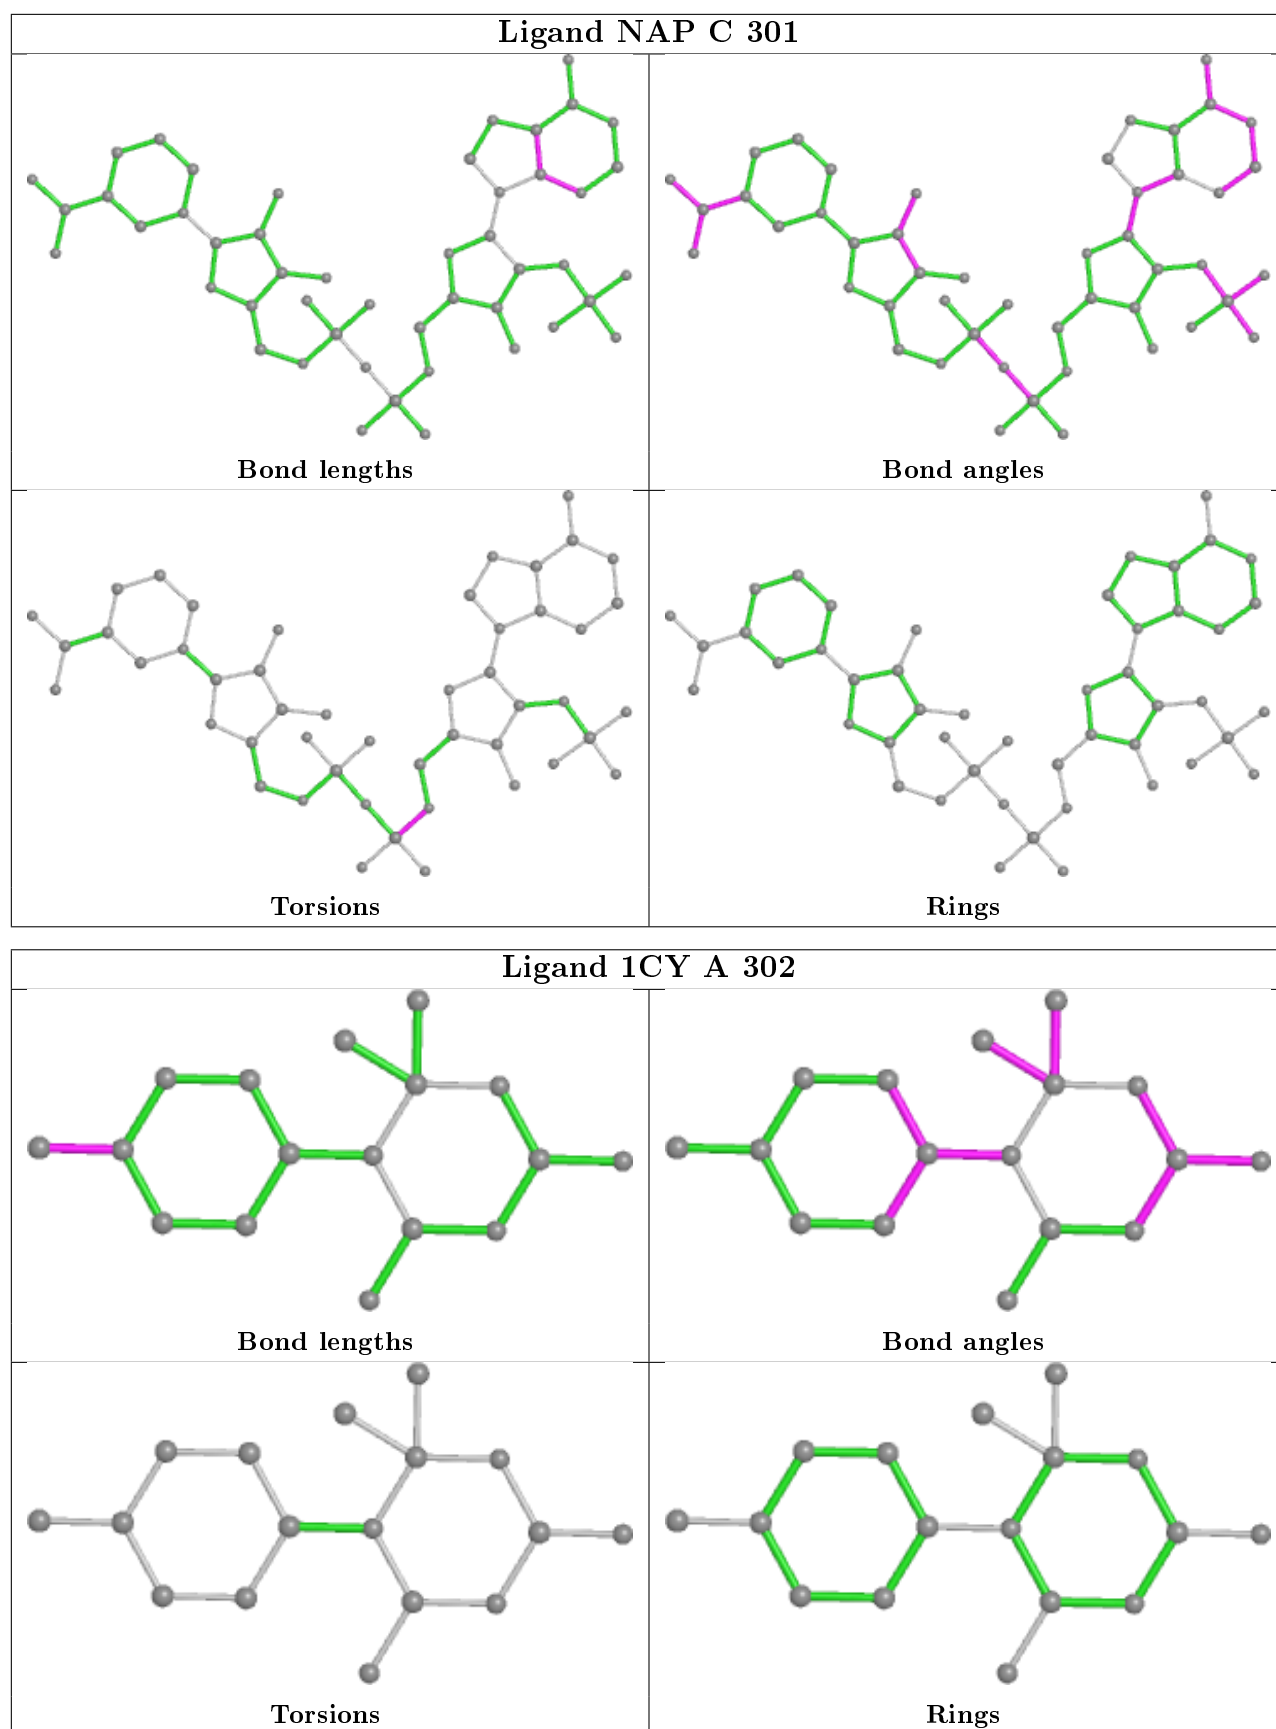 Ligand NAP C 301
Bond lengths
Bond angles
Torsions
Rings
Ligand 1CY A 302
Bond lengths
Bond angles
Torsions
Rings